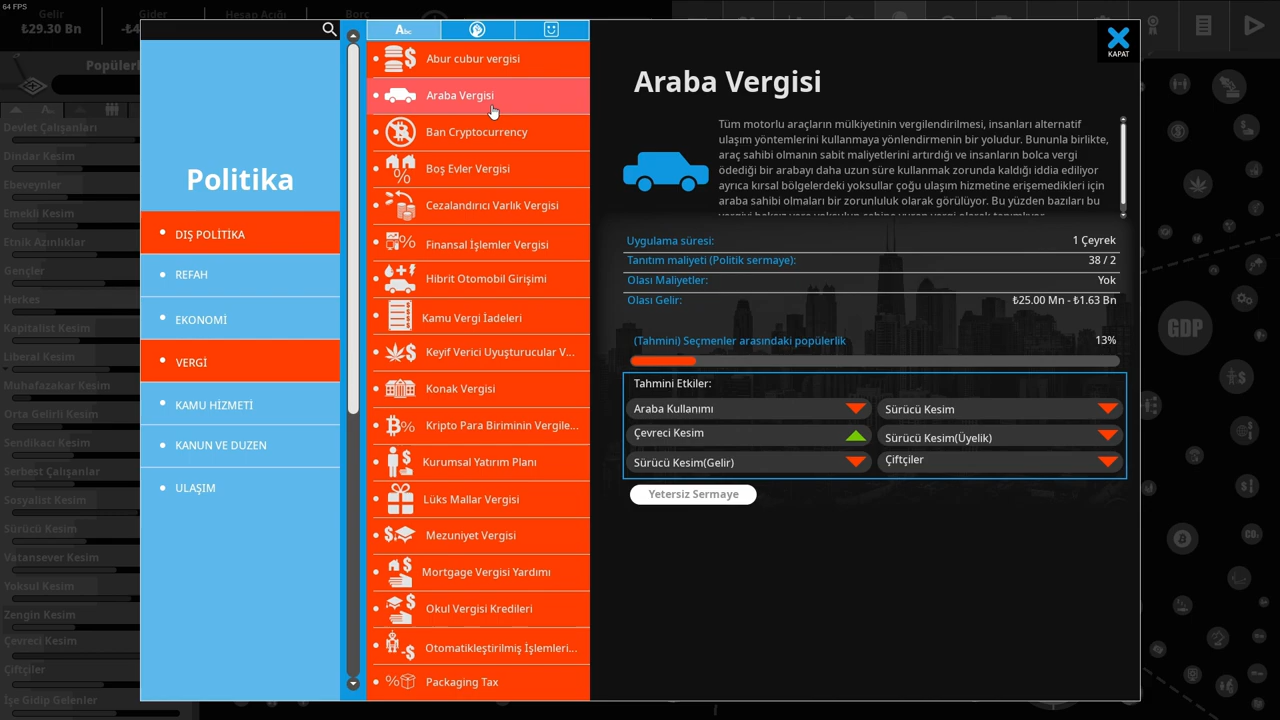 64 FPS
Gelir
Gider
Hesap Açığı
Borç
₺29.30 Bn
Popülerl
Devlet Çalışanları
Dindar Kesim
Ebeveynler
Emekli Kesim
Etnik Azınlıklar
Gençler
Herkes
Kapitalist Kesim
Liberal Kesim
Muhafazakar Kesim
Orta Gelirli Kesim
Sendikacı Kesim
Serbest Çalışanlar
Sosyalist Kesim
Sürücü Kesim
Vatansever Kesim
Yoksul Kesim
Zengin Kesim
Çevreci Kesim
Çiftçiler
İşe Gidip Gelenler
Politika
DIŞ POLİTİKA
REFAH
EKONOMİ
VERGİ
KAMU HİZMETİ
KANUN VE DUZEN
ULAŞIM
Abc
Abur cubur vergisi
Araba Vergisi
Ban Cryptocurrency
Boş Evler Vergisi
Cezalandırıcı Varlık Vergisi
Finansal İşlemler Vergisi
Hibrit Otomobil Girişimi
Kamu Vergi İadeleri
Keyif Verici Uyuşturucular V...
Konak Vergisi
Kripto Para Biriminin Vergile...
Kurumsal Yatırım Planı
Lüks Mallar Vergisi
Mezuniyet Vergisi
Mortgage Vergisi Yardımı
Okul Vergisi Kredileri
Otomatikleştirilmiş İşlemleri...
Packaging Tax
KAPAT
Araba Vergisi
Tüm motorlu araçların mülkiyetinin vergilendirilmesi, insanları alternatif
ulaşım yöntemlerini kullanmaya yönlendirmenin bir yoludur. Bununla birlikte,
araç sahibi olmanın sabit maliyetlerini artırdığı ve insanların bolca vergi
ödediği bir arabayı daha uzun süre kullanmak zorunda kaldığı iddia ediliyor
ayrıca kırsal bölgelerdeki yoksullar çoğu ulaşım hizmetine erişemedikleri için
araba sahibi olmaları bir zorunluluk olarak görülüyor. Bu yüzden bazıları bu
Uygulama süresi: 1 Çeyrek
Tanıtım maliyeti (Politik sermaye): 38 / 2
Olası Maliyetler: Yok
Olası Gelir: ₺25.00 Mn - ₺1.63 Bn
(Tahmini) Seçmenler arasındaki popülerlik 13%
Tahmini Etkiler:
Araba Kullanımı
Sürücü Kesim
Çevreci Kesim
Sürücü Kesim(Üyelik)
Sürücü Kesim(Gelir)
Çiftçiler
Yetersiz Sermaye
GDP